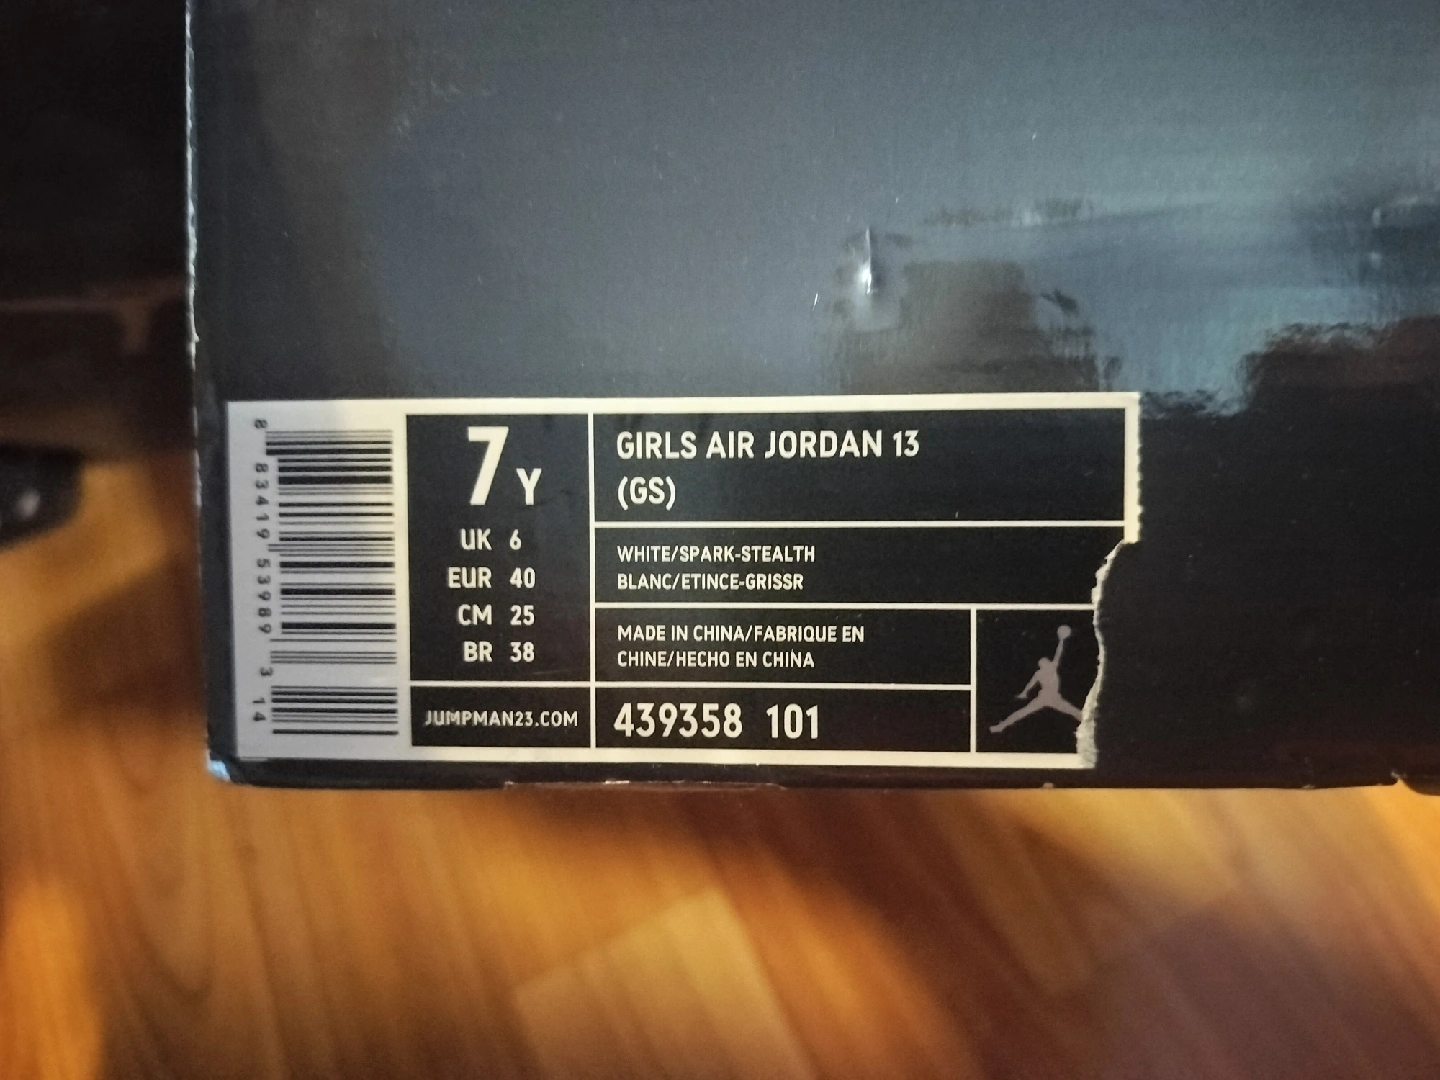 8 83419 53989 3 14
7Y
UK 6
EUR 40
CM 25
BR 38
JUMPMAN23.COM
GIRLS AIR JORDAN 13
(GS)
WHITE/SPARK-STEALTH
BLANC/ETINCE-GRISSR
MADE IN CHINA/FABRIQUE EN
CHINE/HECHO EN CHINA
439358 101